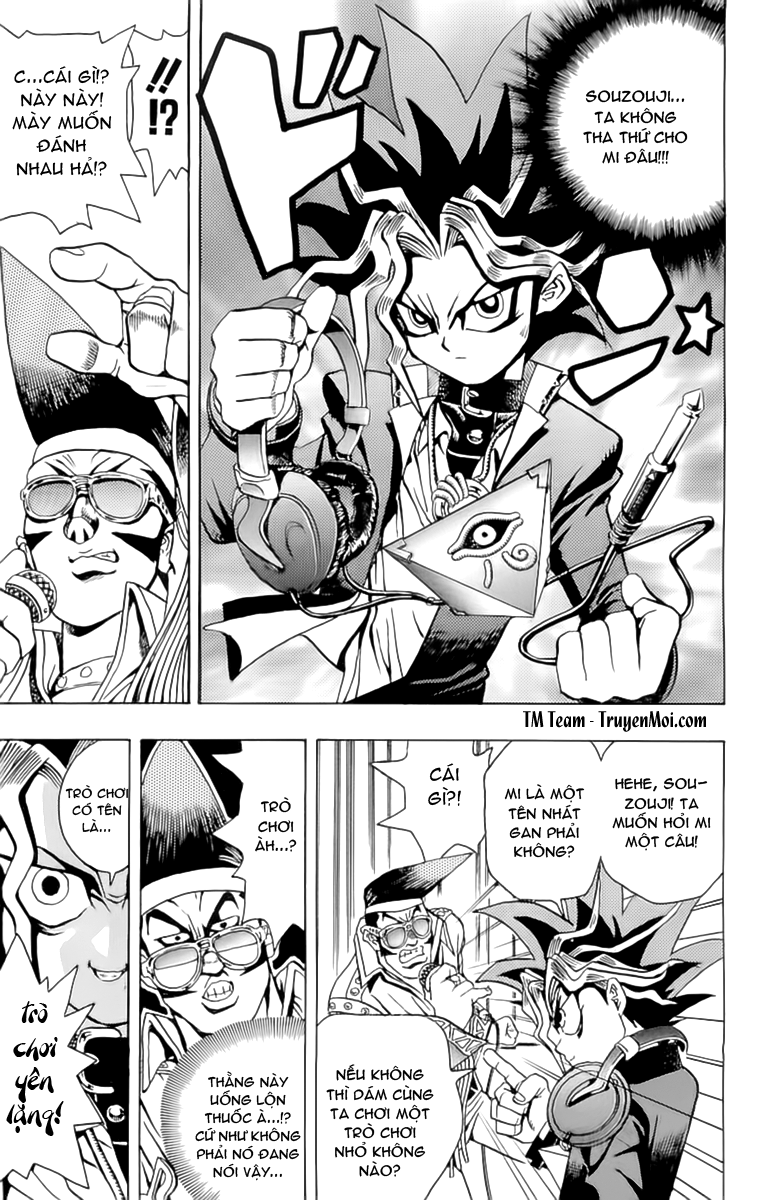 SOUZOUJI...
TA KHÔNG
THA THỨ CHO
MI ĐÂU!!!
ド
ン
!!
!?
C...CÁI GÌ!?
NÀY NÀY!
MÀY MUỐN
ĐÁNH
NHAU HẢ!?
TM Team - TruyenMoi.com
HEHE, SOU-
ZOUJI! TA
MUỐN HỎI MI
MỘT CÂU!
MI LÀ MỘT
TÊN NHÁT
GAN PHẢI
KHÔNG?
CÁI
GÌ?!
NẾU KHÔNG
THÌ DÁM CÙNG
TA CHƠI MỘT
TRÒ CHƠI
NHỎ KHÔNG
NÀO?
TRÒ
CHƠI
ÀH...?
THẰNG NÀY
UỐNG LỘN
THUỐC À...!?
CỨ NHƯ KHÔNG
PHẢI NÓ ĐANG
NÓI VẬY...
TRÒ CHƠI
CÓ TÊN
LÀ...
TRÒ
CHƠI
YÊN
LẶNG!